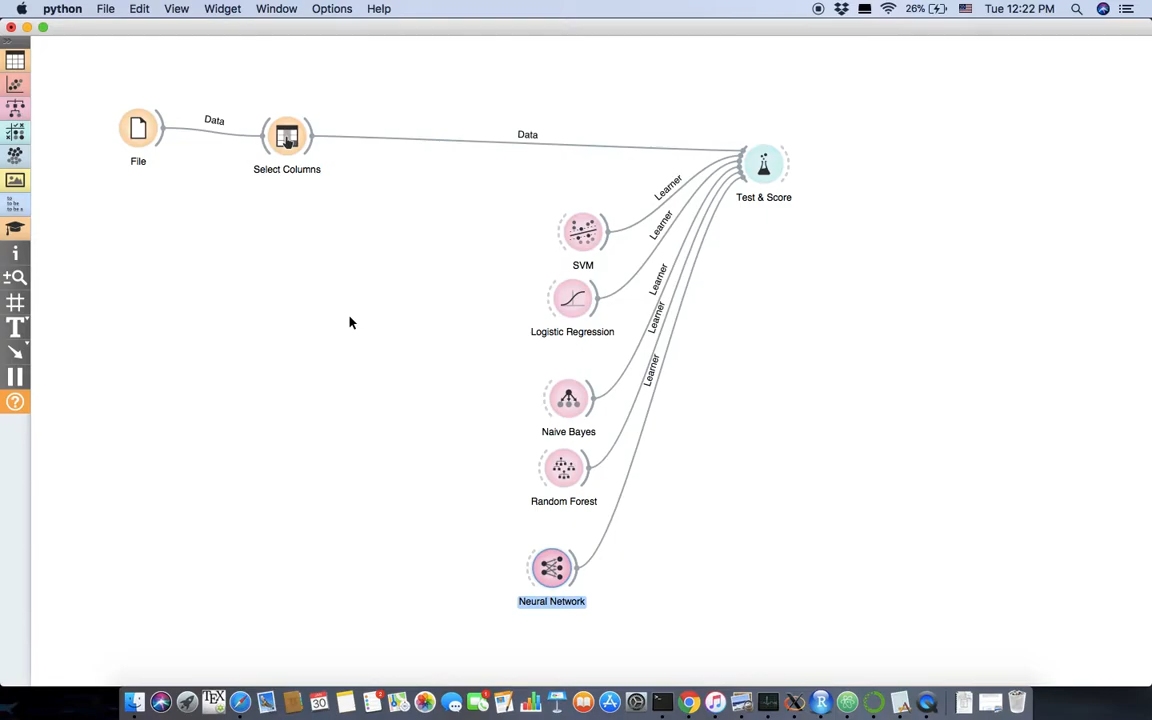 python File Edit View Widget Window Options Help 26% Tue 12:22 PM
Data
Data
File
Select Columns
Test & Score
Learner
SVM
Learner
Logistic Regression
Learner
Learner
Learner
Naive Bayes
Random Forest
Neural Network